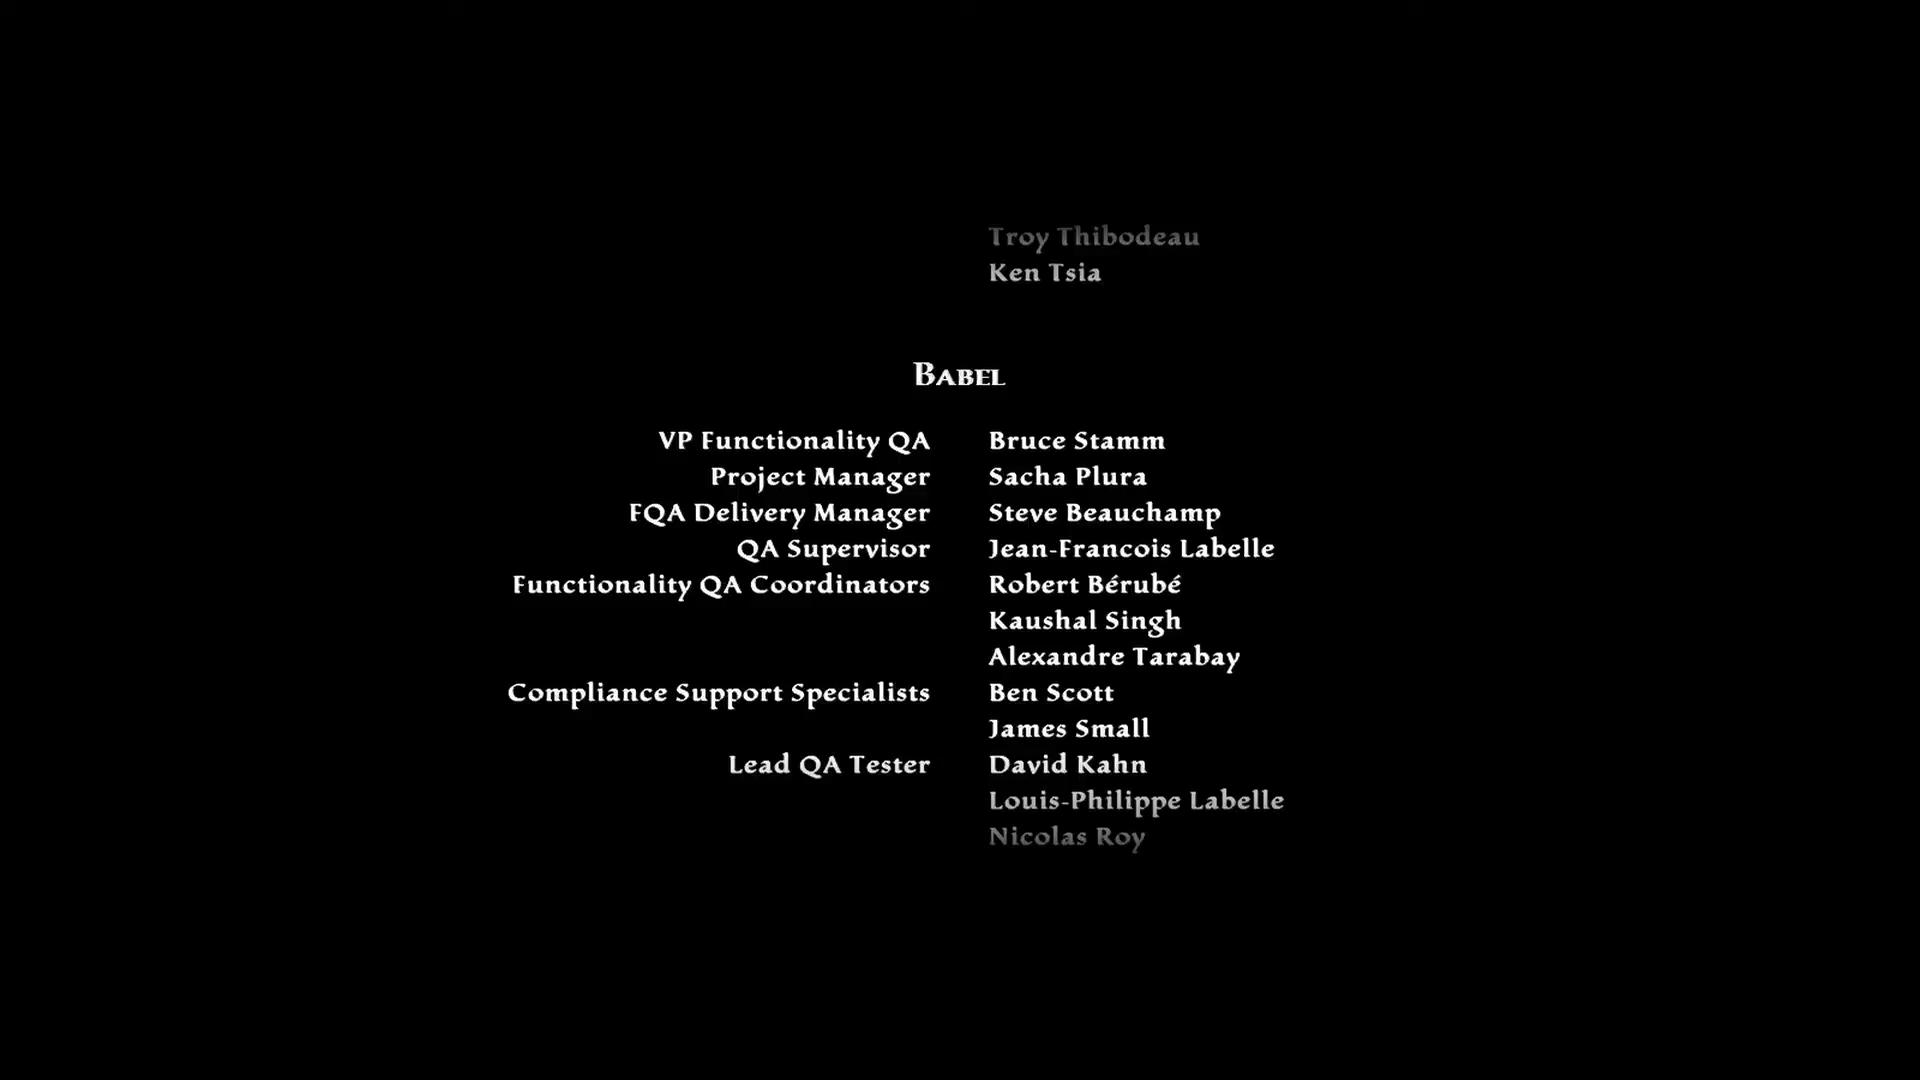 Troy Thibodeau
Ken Tsia
Babel
VP Functionality QA Bruce Stamm
Project Manager Sacha Plura
FQA Delivery Manager Steve Beauchamp
QA Supervisor Jean-Francois Labelle
Functionality QA Coordinators Robert Bérubé
Kaushal Singh
Alexandre Tarabay
Compliance Support Specialists Ben Scott
James Small
Lead QA Tester David Kahn
Louis-Philippe Labelle
Nicolas Roy